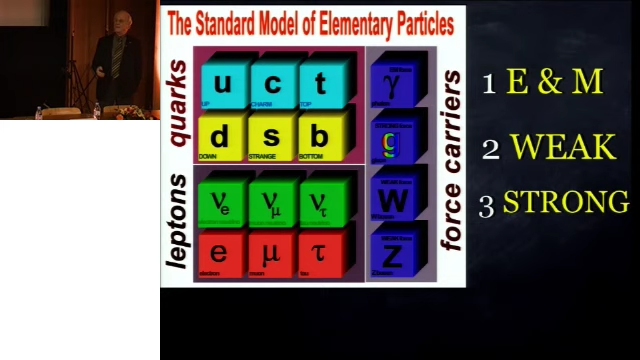 The Standard Model of Elementary Particles
quarks
u c t
UP CHARM TOP
d s b
DOWN STRANGE BOTTOM
leptons
νe νμ ντ
e μ τ
electron muon tau
γ
photon
g
W
Z
force carriers
1 E & M
2 WEAK
3 STRONG